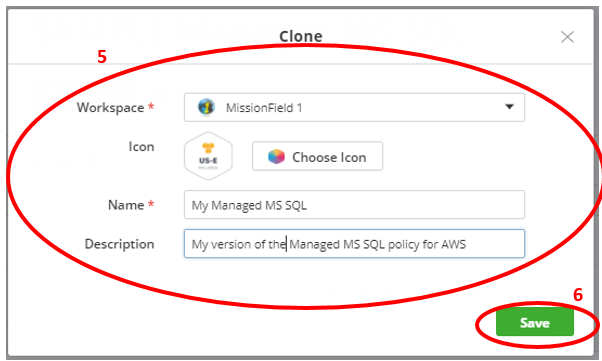 Clone
5
Workspace *
MissionField 1
Icon
US-E
Choose Icon
Name *
My Managed MS SQL
Description
My version of the Managed MS SQL policy for AWS
6
Save